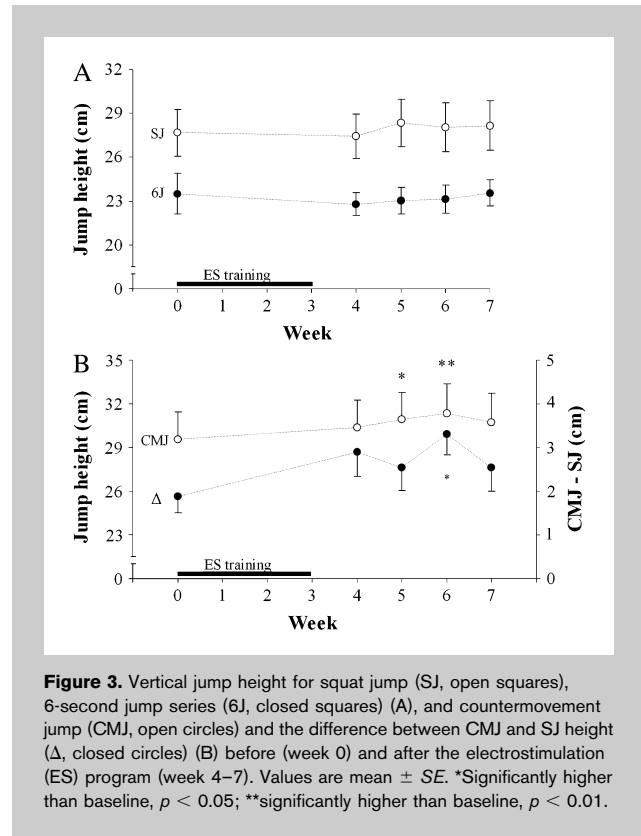 A
Jump height (cm)
32
29
26
23
20
0
SJ
6J
ES training
0 1 2 3 4 5 6 7
Week
B
Jump height (cm)
35
32
29
26
23
0
CMJ
Δ
* **
*
ES training
5
4
3
2
1
0
CMJ - SJ (cm)
0 1 2 3 4 5 6 7
Week
Figure 3. Vertical jump height for squat jump (SJ, open squares),
6-second jump series (6J, closed squares) (A), and countermovement
jump (CMJ, open circles) and the difference between CMJ and SJ height
(Δ, closed circles) (B) before (week 0) and after the electrostimulation
(ES) program (week 4–7). Values are mean ± SE. *Significantly higher
than baseline, p < 0.05; **significantly higher than baseline, p < 0.01.